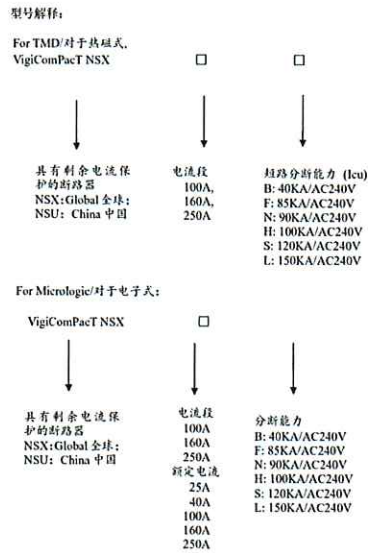 型号解释:
For TMD/对于热磁式,
VigiComPacT NSX □ □
具有剩余电流保
护的断路器
NSX:Global 全球;
NSU: China 中国
电流段
100A,
160A,
250A
短路分断能力 (Icu)
B: 40KA/AC240V
F: 85KA/AC240V
N: 90KA/AC240V
H: 100KA/AC240V
S: 120KA/AC240V
L: 150KA/AC240V
For Micrologic/对于电子式:
VigiComPacT NSX □
具有剩余电流保
护的断路器
NSX:Global 全球;
NSU: China 中国
电流段
100A
160A
250A
额定电流
25A
40A
100A
160A
250A
分断能力
B: 40KA/AC240V
F: 85KA/AC240V
N: 90KA/AC240V
H: 100KA/AC240V
S: 120KA/AC240V
L: 150KA/AC240V